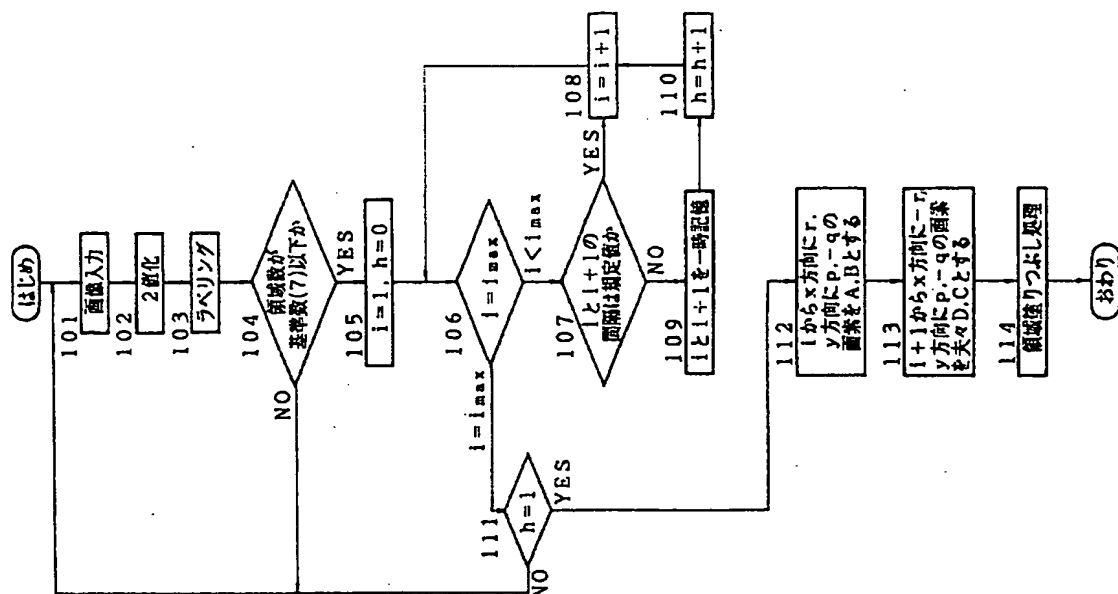 はじめ
101
画像入力
102
2値化
103
ラベリング
104
領域数が
基準数(7)以下か
NO
YES
105
i=1, h=0
106
i=imax
i=imax
i<imax
107
iとi+1の
間隔は規定値か
YES
NO
108
i=i+1
109
iとi+1を一時記憶
110
h=h+1
111
h=1
NO
YES
112
iからx方向にr,
y方向にp,-qの
画素をA,Bとする
113
i+1からx方向に-r,
y方向にp,-qの画素
を夫々D,Cとする
114
領域塗りつぶし処理
おわり